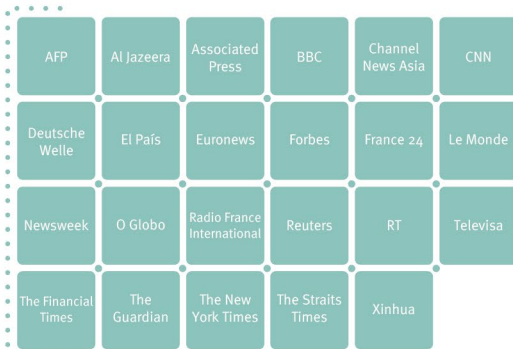 AFP
Al Jazeera
Associated
Press
BBC
Channel
News Asia
CNN
Deutsche
Welle
El País
Euronews
Forbes
France 24
Le Monde
Newsweek
O Globo
Radio France
International
Reuters
RT
Televisa
The Financial
Times
The
Guardian
The New
York Times
The Straits
Times
Xinhua